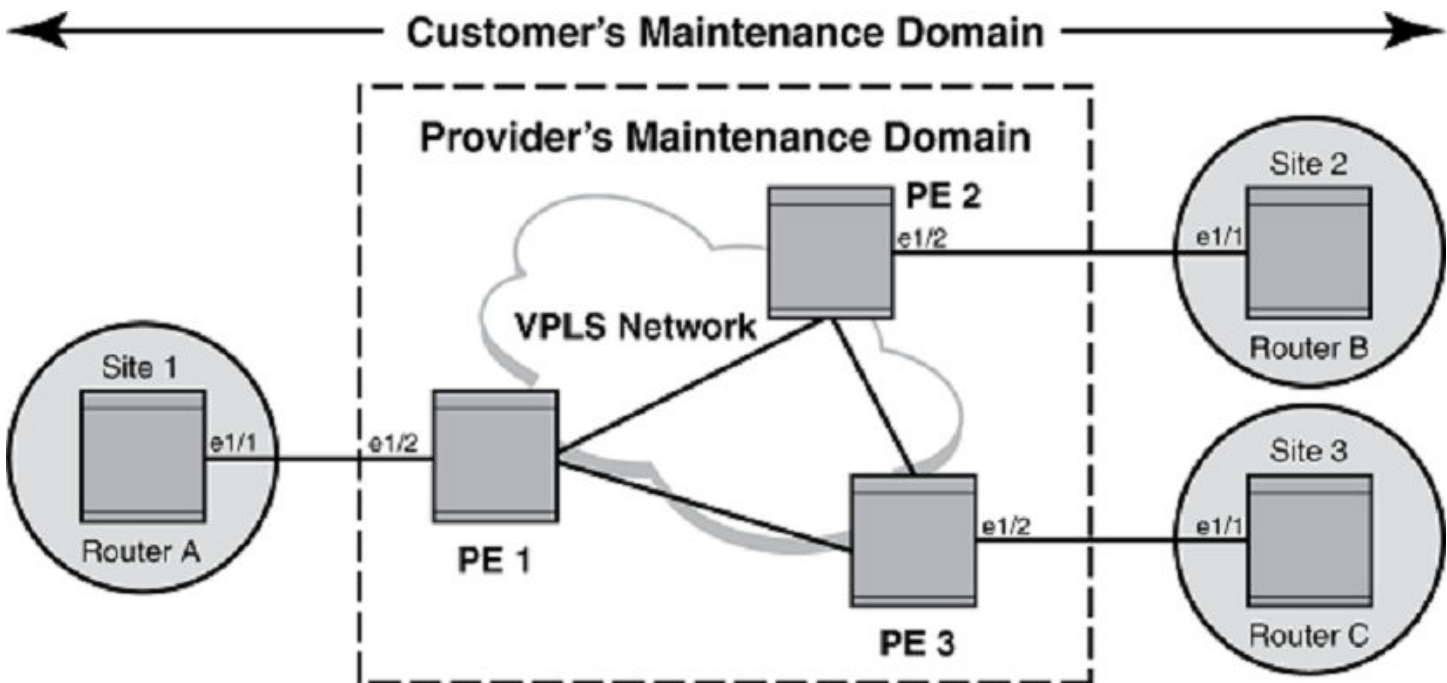 Customer's Maintenance Domain
Provider's Maintenance Domain
PE 2
e1/2
Site 2
e1/1
Router B
VPLS Network
Site 1
e1/1
Router A
e1/2
PE 1
e1/2
PE 3
Site 3
e1/1
Router C